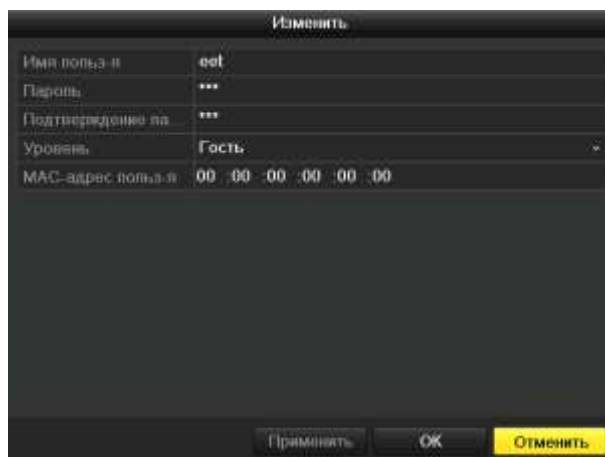 Изменить
Имя польз-я eet
Пароль ***
Подтверждение па...
***
Уровень Гость
MAC-адрес польз-я 00 :00 :00 :00 :00 :00
Применить OK Отменить